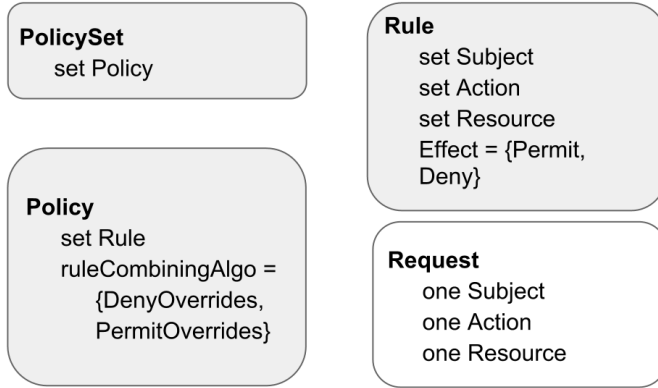 PolicySet
set Policy
Policy
set Rule
ruleCombiningAlgo =
{DenyOverrides,
PermitOverrides}
Rule
set Subject
set Action
set Resource
Effect = {Permit,
Deny}
Request
one Subject
one Action
one Resource